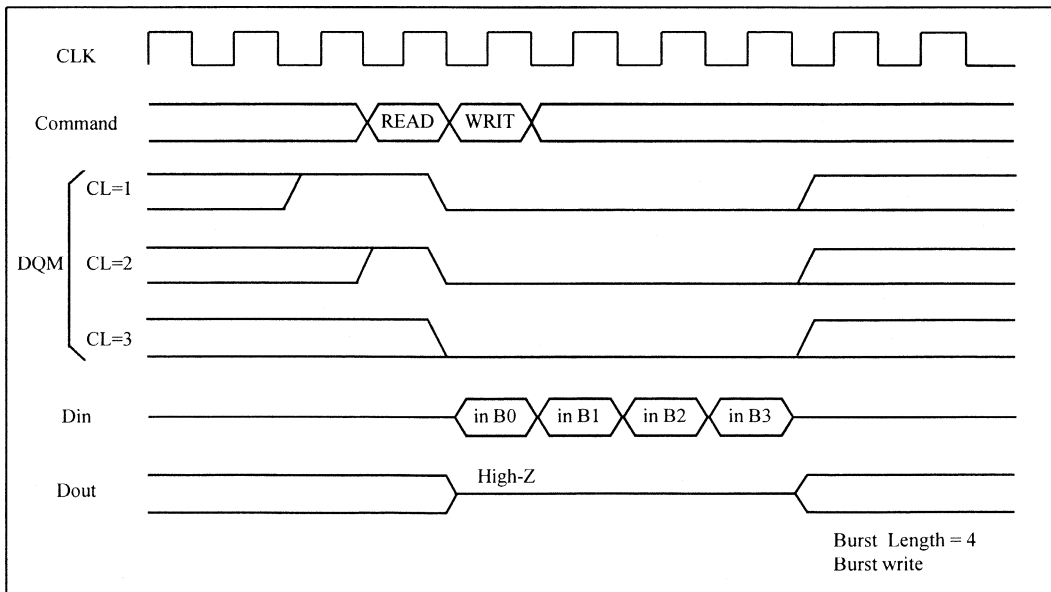 CLK
Command
READ
WRIT
DQM
CL=1
CL=2
CL=3
Din
in B0
in B1
in B2
in B3
Dout
High-Z
Burst Length = 4
Burst write